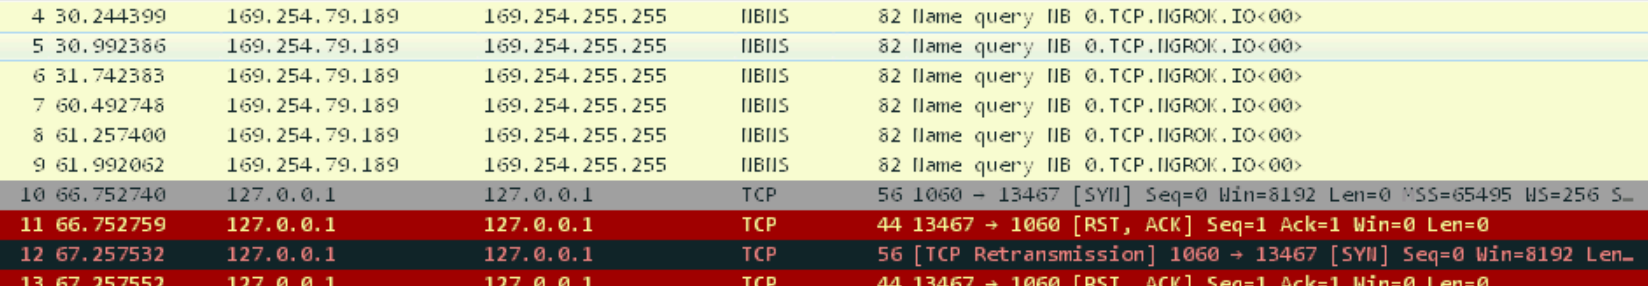 4 30.244399 169.254.79.189 169.254.255.255 NBNS 82 Name query NB 0.TCP.NGROK.IO<00>
5 30.992386 169.254.79.189 169.254.255.255 NBNS 82 Name query NB 0.TCP.NGROK.IO<00>
6 31.742383 169.254.79.189 169.254.255.255 NBNS 82 Name query NB 0.TCP.NGROK.IO<00>
7 60.492748 169.254.79.189 169.254.255.255 NBNS 82 Name query NB 0.TCP.NGROK.IO<00>
8 61.257400 169.254.79.189 169.254.255.255 NBNS 82 Name query NB 0.TCP.NGROK.IO<00>
9 61.992062 169.254.79.189 169.254.255.255 NBNS 82 Name query NB 0.TCP.NGROK.IO<00>
10 66.752740 127.0.0.1 127.0.0.1 TCP 56 1060 → 13467 [SYN] Seq=0 Win=8192 Len=0 MSS=65495 WS=256 S…
11 66.752759 127.0.0.1 127.0.0.1 TCP 44 13467 → 1060 [RST, ACK] Seq=1 Ack=1 Win=0 Len=0
12 67.257532 127.0.0.1 127.0.0.1 TCP 56 [TCP Retransmission] 1060 → 13467 [SYN] Seq=0 Win=8192 Len…
13 67.257552 127.0.0.1 127.0.0.1 TCP 44 13467 → 1060 [RST, ACK] Seq=1 Ack=1 Win=0 Len=0